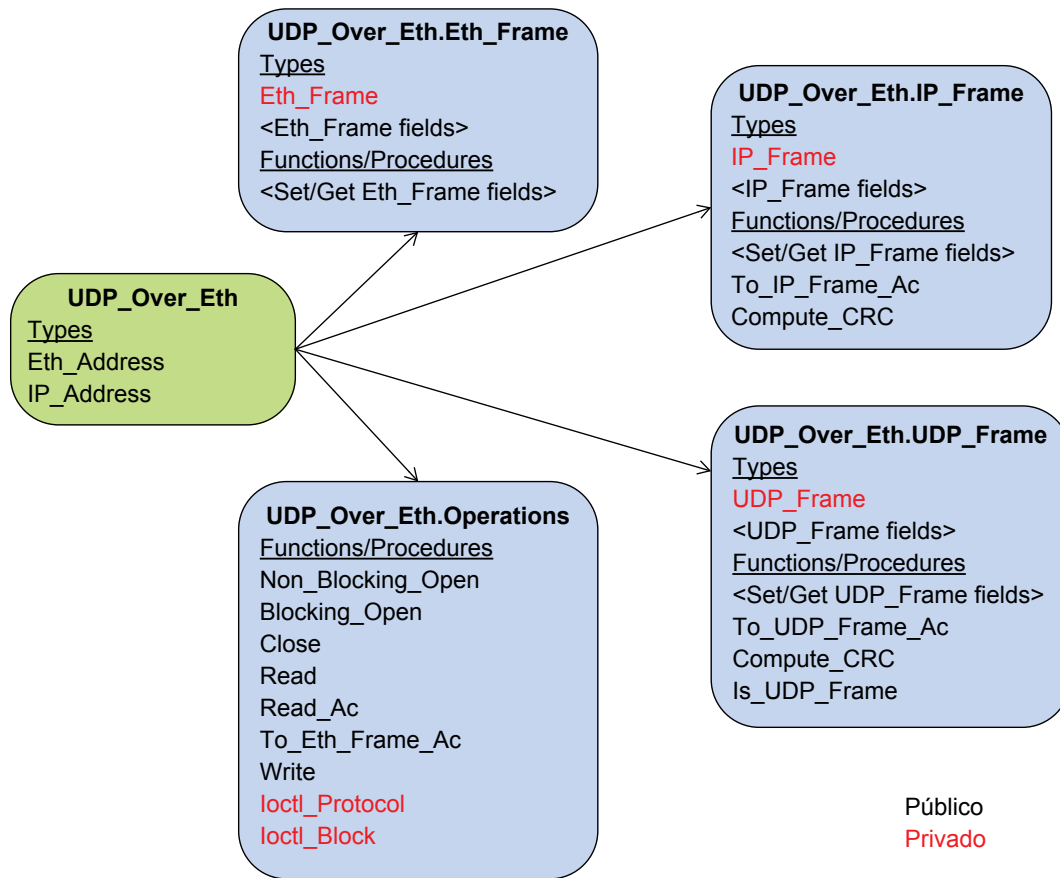 UDP_Over_Eth.Eth_Frame
Types
Eth_Frame
<Eth_Frame fields>
Functions/Procedures
<Set/Get Eth_Frame fields>
UDP_Over_Eth.IP_Frame
Types
IP_Frame
<IP_Frame fields>
Functions/Procedures
<Set/Get IP_Frame fields>
To_IP_Frame_Ac
Compute_CRC
UDP_Over_Eth
Types
Eth_Address
IP_Address
UDP_Over_Eth.UDP_Frame
Types
UDP_Frame
<UDP_Frame fields>
Functions/Procedures
<Set/Get UDP_Frame fields>
To_UDP_Frame_Ac
Compute_CRC
Is_UDP_Frame
UDP_Over_Eth.Operations
Functions/Procedures
Non_Blocking_Open
Blocking_Open
Close
Read
Read_Ac
To_Eth_Frame_Ac
Write
Ioctl_Protocol
Ioctl_Block
Público
Privado